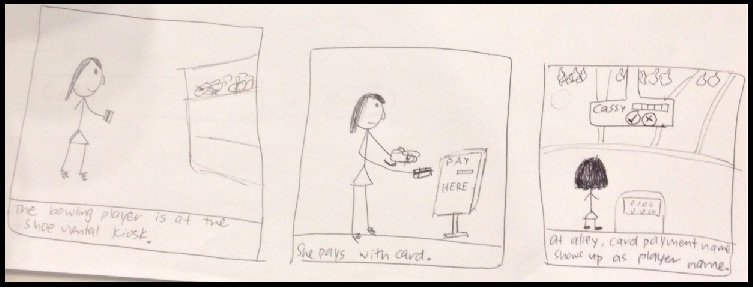 The bowling player is at the
shoe rental kiosk.
PAY
HERE
She pays with card.
CASSY
At alley, card payment name
shows up as player name.